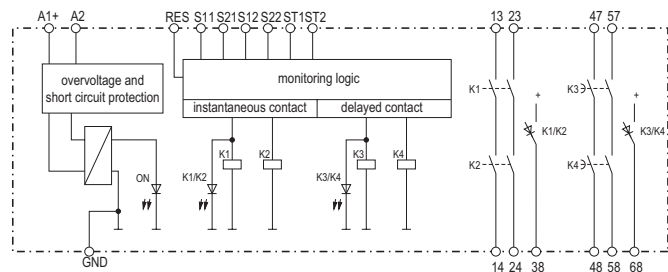 A1+ A2 RES S11 S21 S12 S22 ST1 ST2 13 23 47 57
overvoltage and
short circuit protection
monitoring logic
instantaneous contact delayed contact
K1 K3
+ +
K1/K2 K3/K4
K1 K2 K3 K4
ON K1/K2 K3/K4
K2 K4
GND 14 24 38 48 58 68